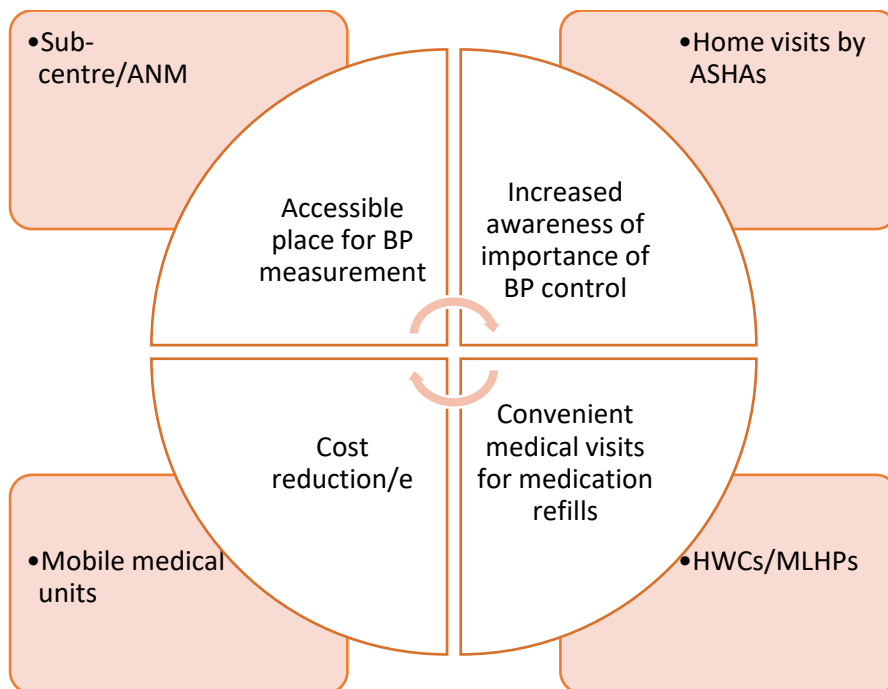 •Sub-
centre/ANM
•Home visits by
ASHAs
Accessible
place for BP
measurement
Increased
awareness of
importance of
BP control
Cost
reduction/e
Convenient
medical visits
for medication
refills
•Mobile medical
units
•HWCs/MLHPs